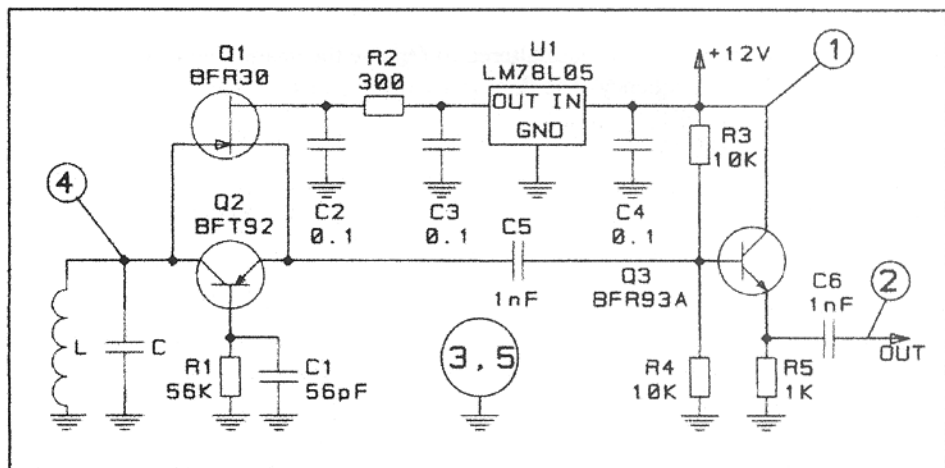 Q1
BFR30
R2
300
U1
LM78L05
OUT IN
GND
+12V
1
R3
10K
4
Q2
BFT92
C2
0.1
C3
0.1
C5
1nF
C4
0.1
Q3
BFR93A
C6
1nF
2
OUT
L
C
R1
56K
C1
56pF
3,5
R4
10K
R5
1K